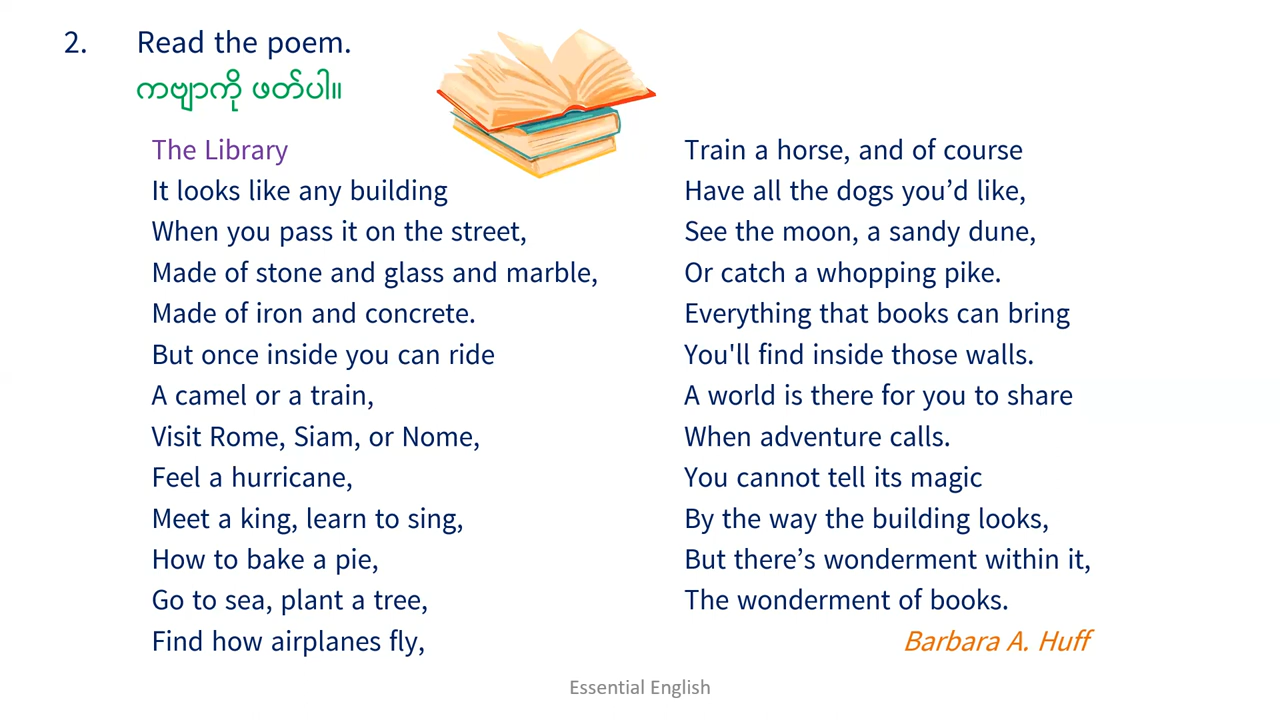 2. Read the poem.
ကဗျာကို ဖတ်ပါ။
The Library
It looks like any building
When you pass it on the street,
Made of stone and glass and marble,
Made of iron and concrete.
But once inside you can ride
A camel or a train,
Visit Rome, Siam, or Nome,
Feel a hurricane,
Meet a king, learn to sing,
How to bake a pie,
Go to sea, plant a tree,
Find how airplanes fly,
Train a horse, and of course
Have all the dogs you’d like,
See the moon, a sandy dune,
Or catch a whopping pike.
Everything that books can bring
You'll find inside those walls.
A world is there for you to share
When adventure calls.
You cannot tell its magic
By the way the building looks,
But there’s wonderment within it,
The wonderment of books.
Barbara A. Huff
Essential English